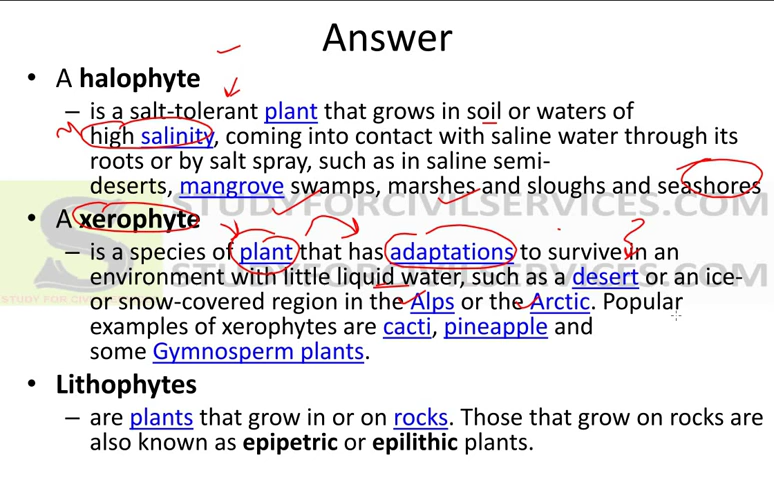 Answer
• A halophyte
– is a salt-tolerant plant that grows in soil or waters of
high salinity, coming into contact with saline water through its
roots or by salt spray, such as in saline semi-
deserts, mangrove swamps, marshes and sloughs and seashores
STUDYFORCIVILSERVICES.COM
• A xerophyte
– is a species of plant that has adaptations to survive in an
environment with little liquid water, such as a desert or an ice-
STUDYFORCIVILSERVICES.COM
or snow-covered region in the Alps or the Arctic. Popular
examples of xerophytes are cacti, pineapple and
some Gymnosperm plants.
• Lithophytes
– are plants that grow in or on rocks. Those that grow on rocks are
also known as epipetric or epilithic plants.